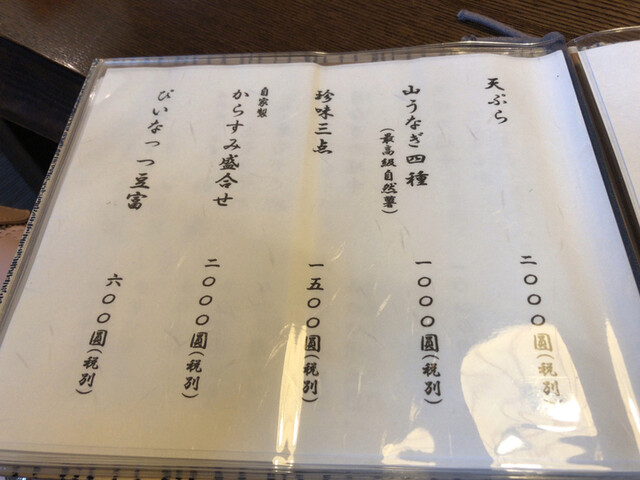 天ぷら
二〇〇〇圓(税別)
山うなぎ四種
(最高級自然薯)
一〇〇〇圓(税別)
珍味三点
一五〇〇圓(税別)
自家製
からすみ盛合せ
二〇〇〇圓(税別)
ぴいなっつ豆富
六〇〇圓(税別)